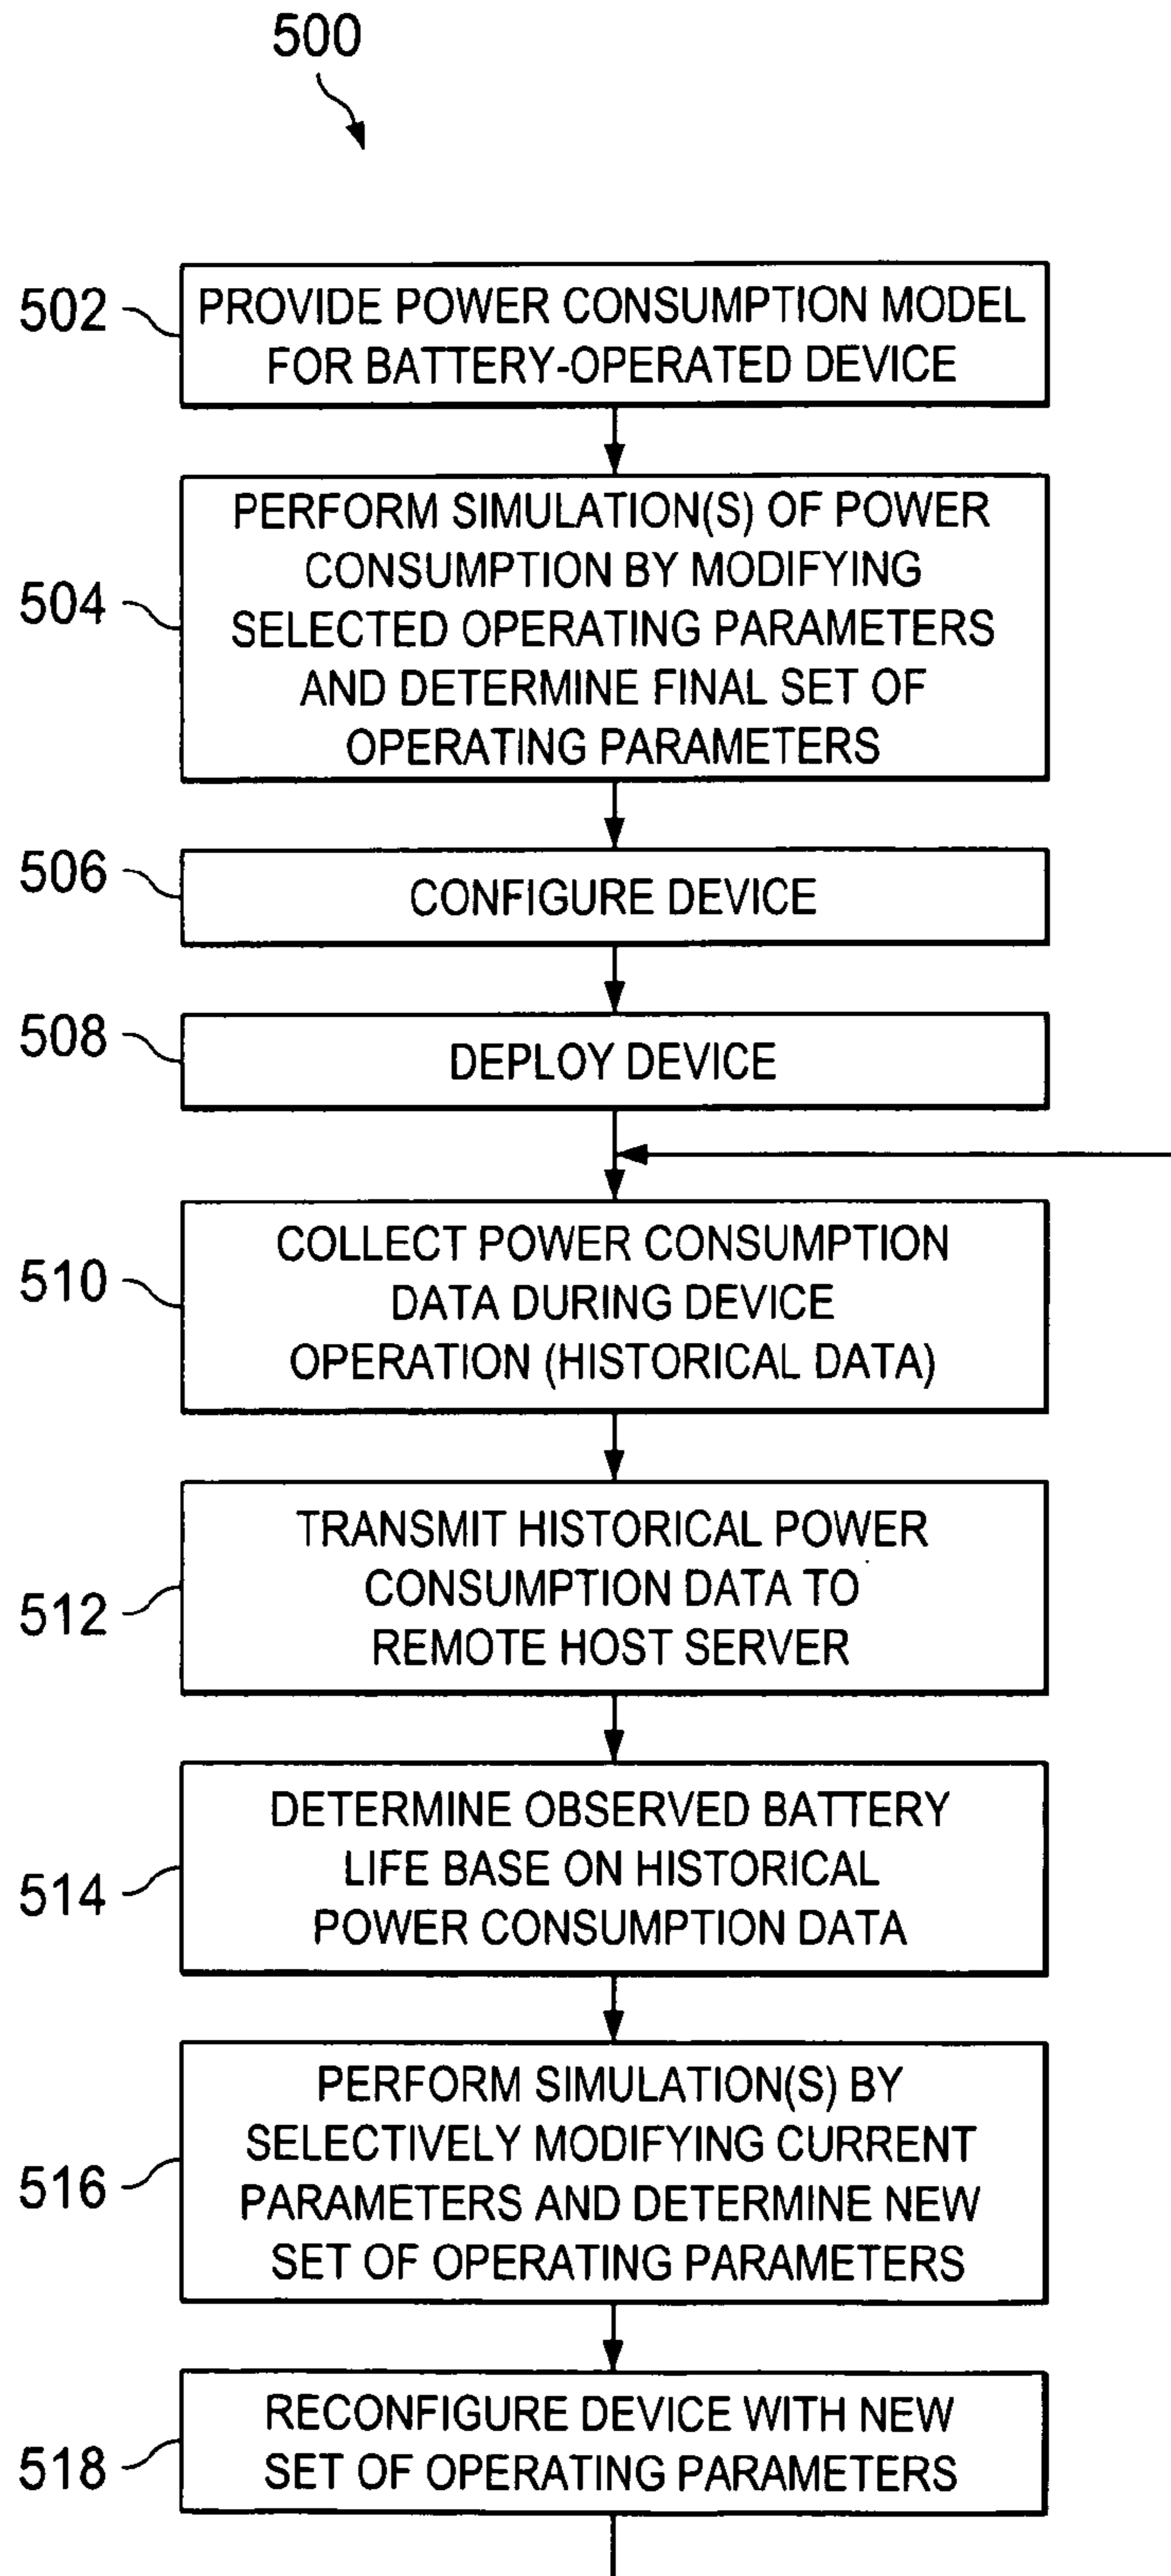 500
502
PROVIDE POWER CONSUMPTION MODEL
FOR BATTERY-OPERATED DEVICE
504
PERFORM SIMULATION(S) OF POWER
CONSUMPTION BY MODIFYING
SELECTED OPERATING PARAMETERS
AND DETERMINE FINAL SET OF
OPERATING PARAMETERS
506
CONFIGURE DEVICE
508
DEPLOY DEVICE
510
COLLECT POWER CONSUMPTION
DATA DURING DEVICE
OPERATION (HISTORICAL DATA)
512
TRANSMIT HISTORICAL POWER
CONSUMPTION DATA TO
REMOTE HOST SERVER
514
DETERMINE OBSERVED BATTERY
LIFE BASE ON HISTORICAL
POWER CONSUMPTION DATA
516
PERFORM SIMULATION(S) BY
SELECTIVELY MODIFYING CURRENT
PARAMETERS AND DETERMINE NEW
SET OF OPERATING PARAMETERS
518
RECONFIGURE DEVICE WITH NEW
SET OF OPERATING PARAMETERS